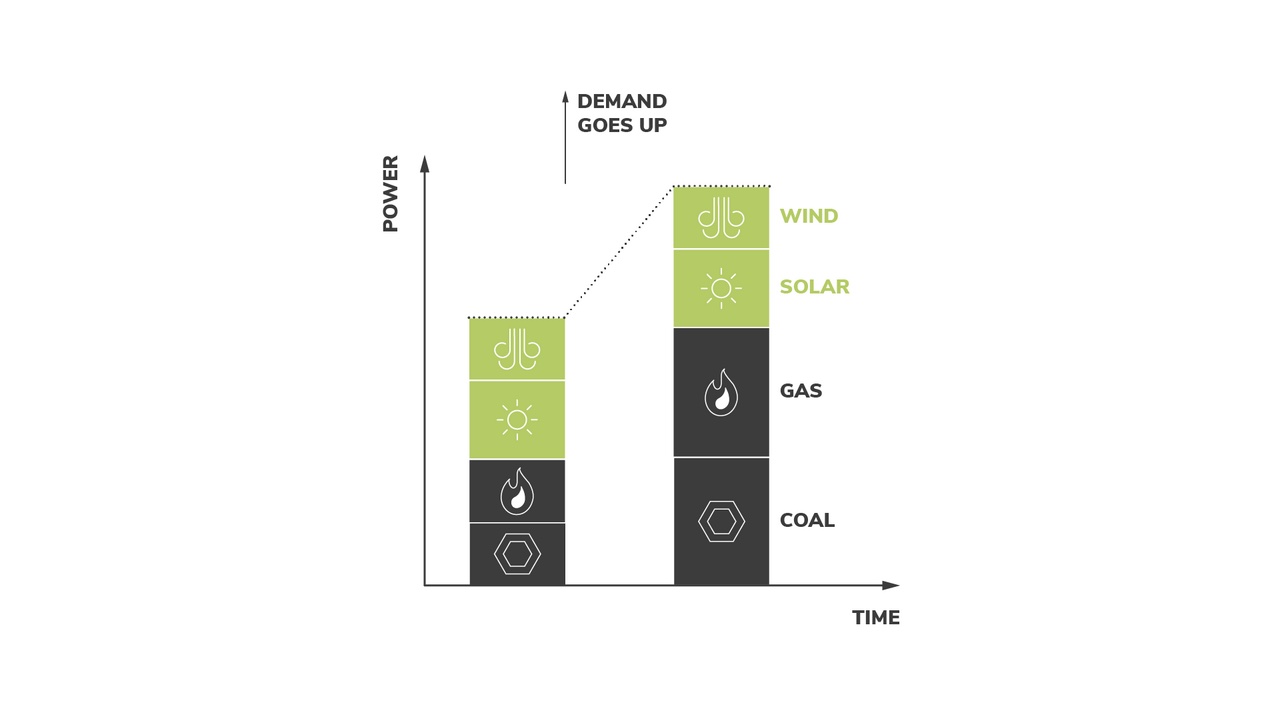 DEMAND
GOES UP
POWER
WIND
SOLAR
GAS
COAL
TIME